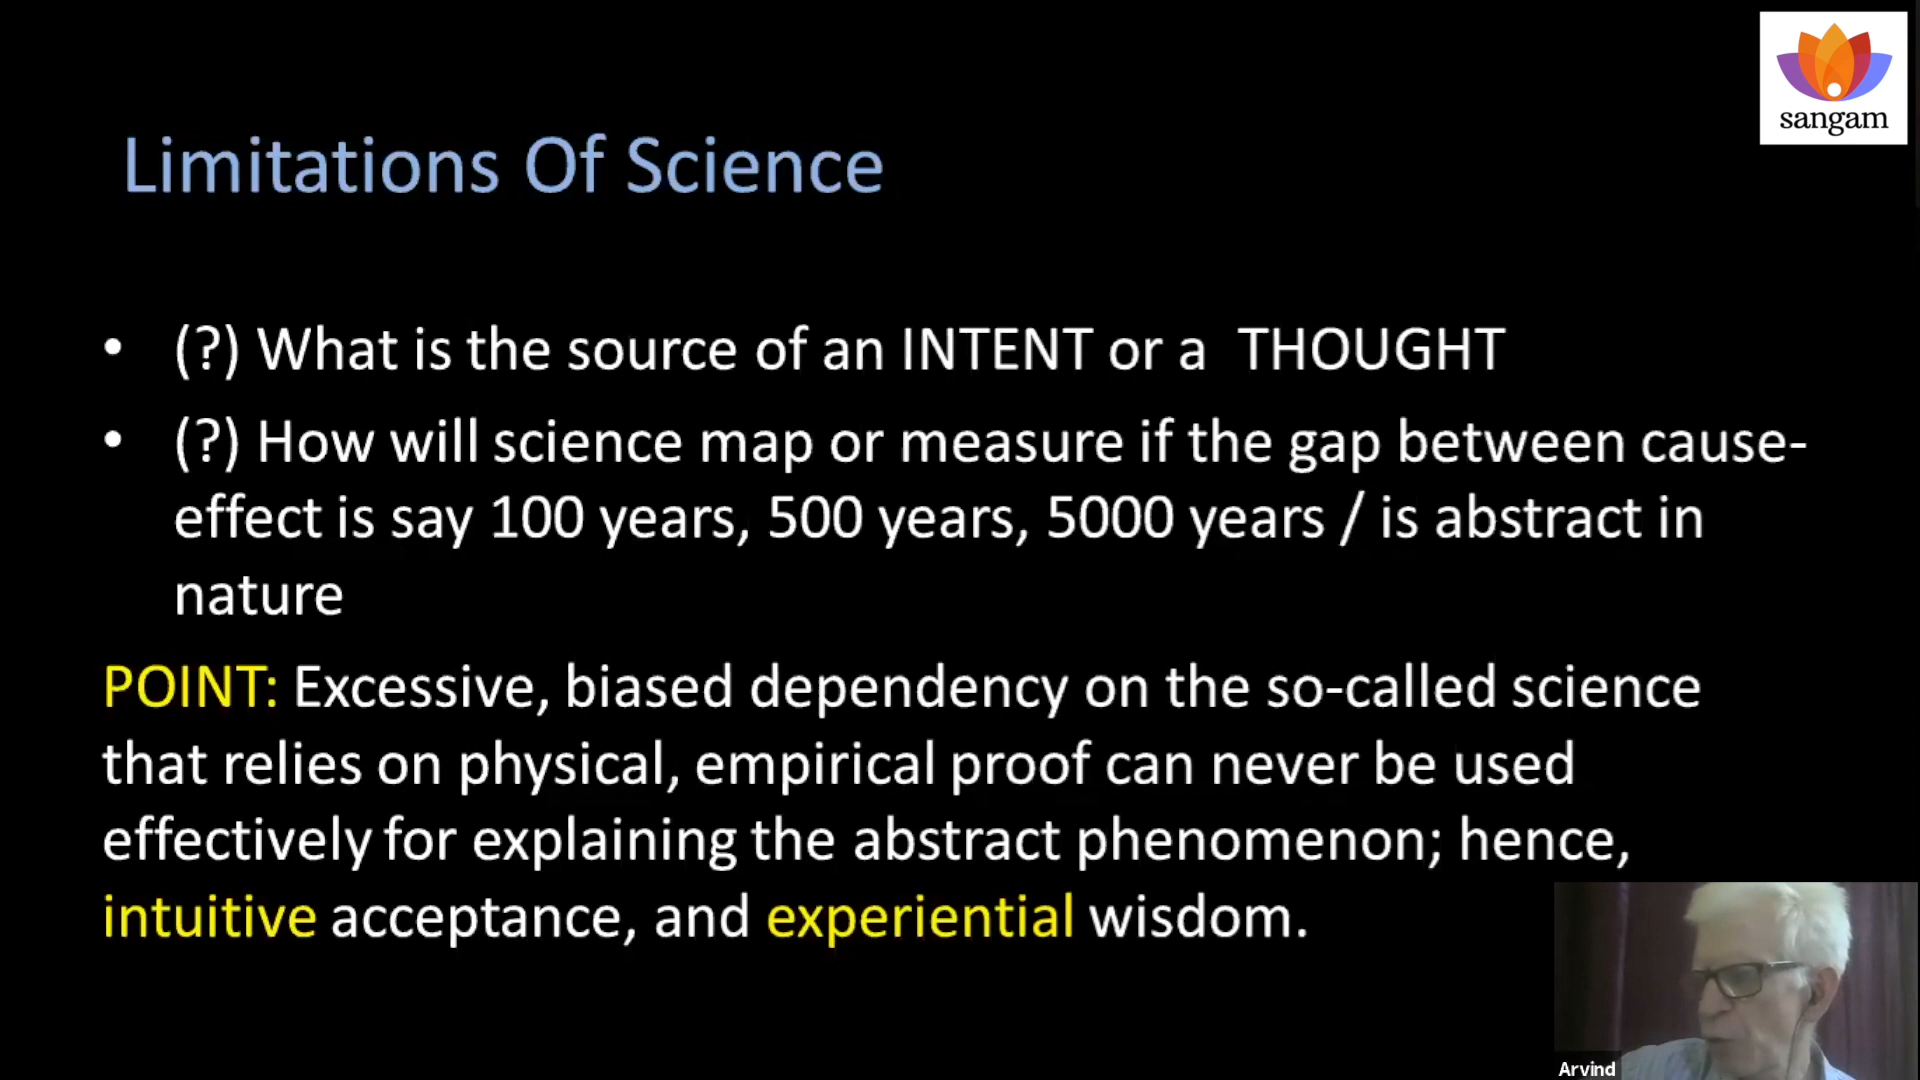 sangam
Limitations Of Science
• (?) What is the source of an INTENT or a THOUGHT
• (?) How will science map or measure if the gap between cause-
effect is say 100 years, 500 years, 5000 years / is abstract in
nature
POINT: Excessive, biased dependency on the so-called science
that relies on physical, empirical proof can never be used
effectively for explaining the abstract phenomenon; hence,
intuitive acceptance, and experiential wisdom.
Arvind